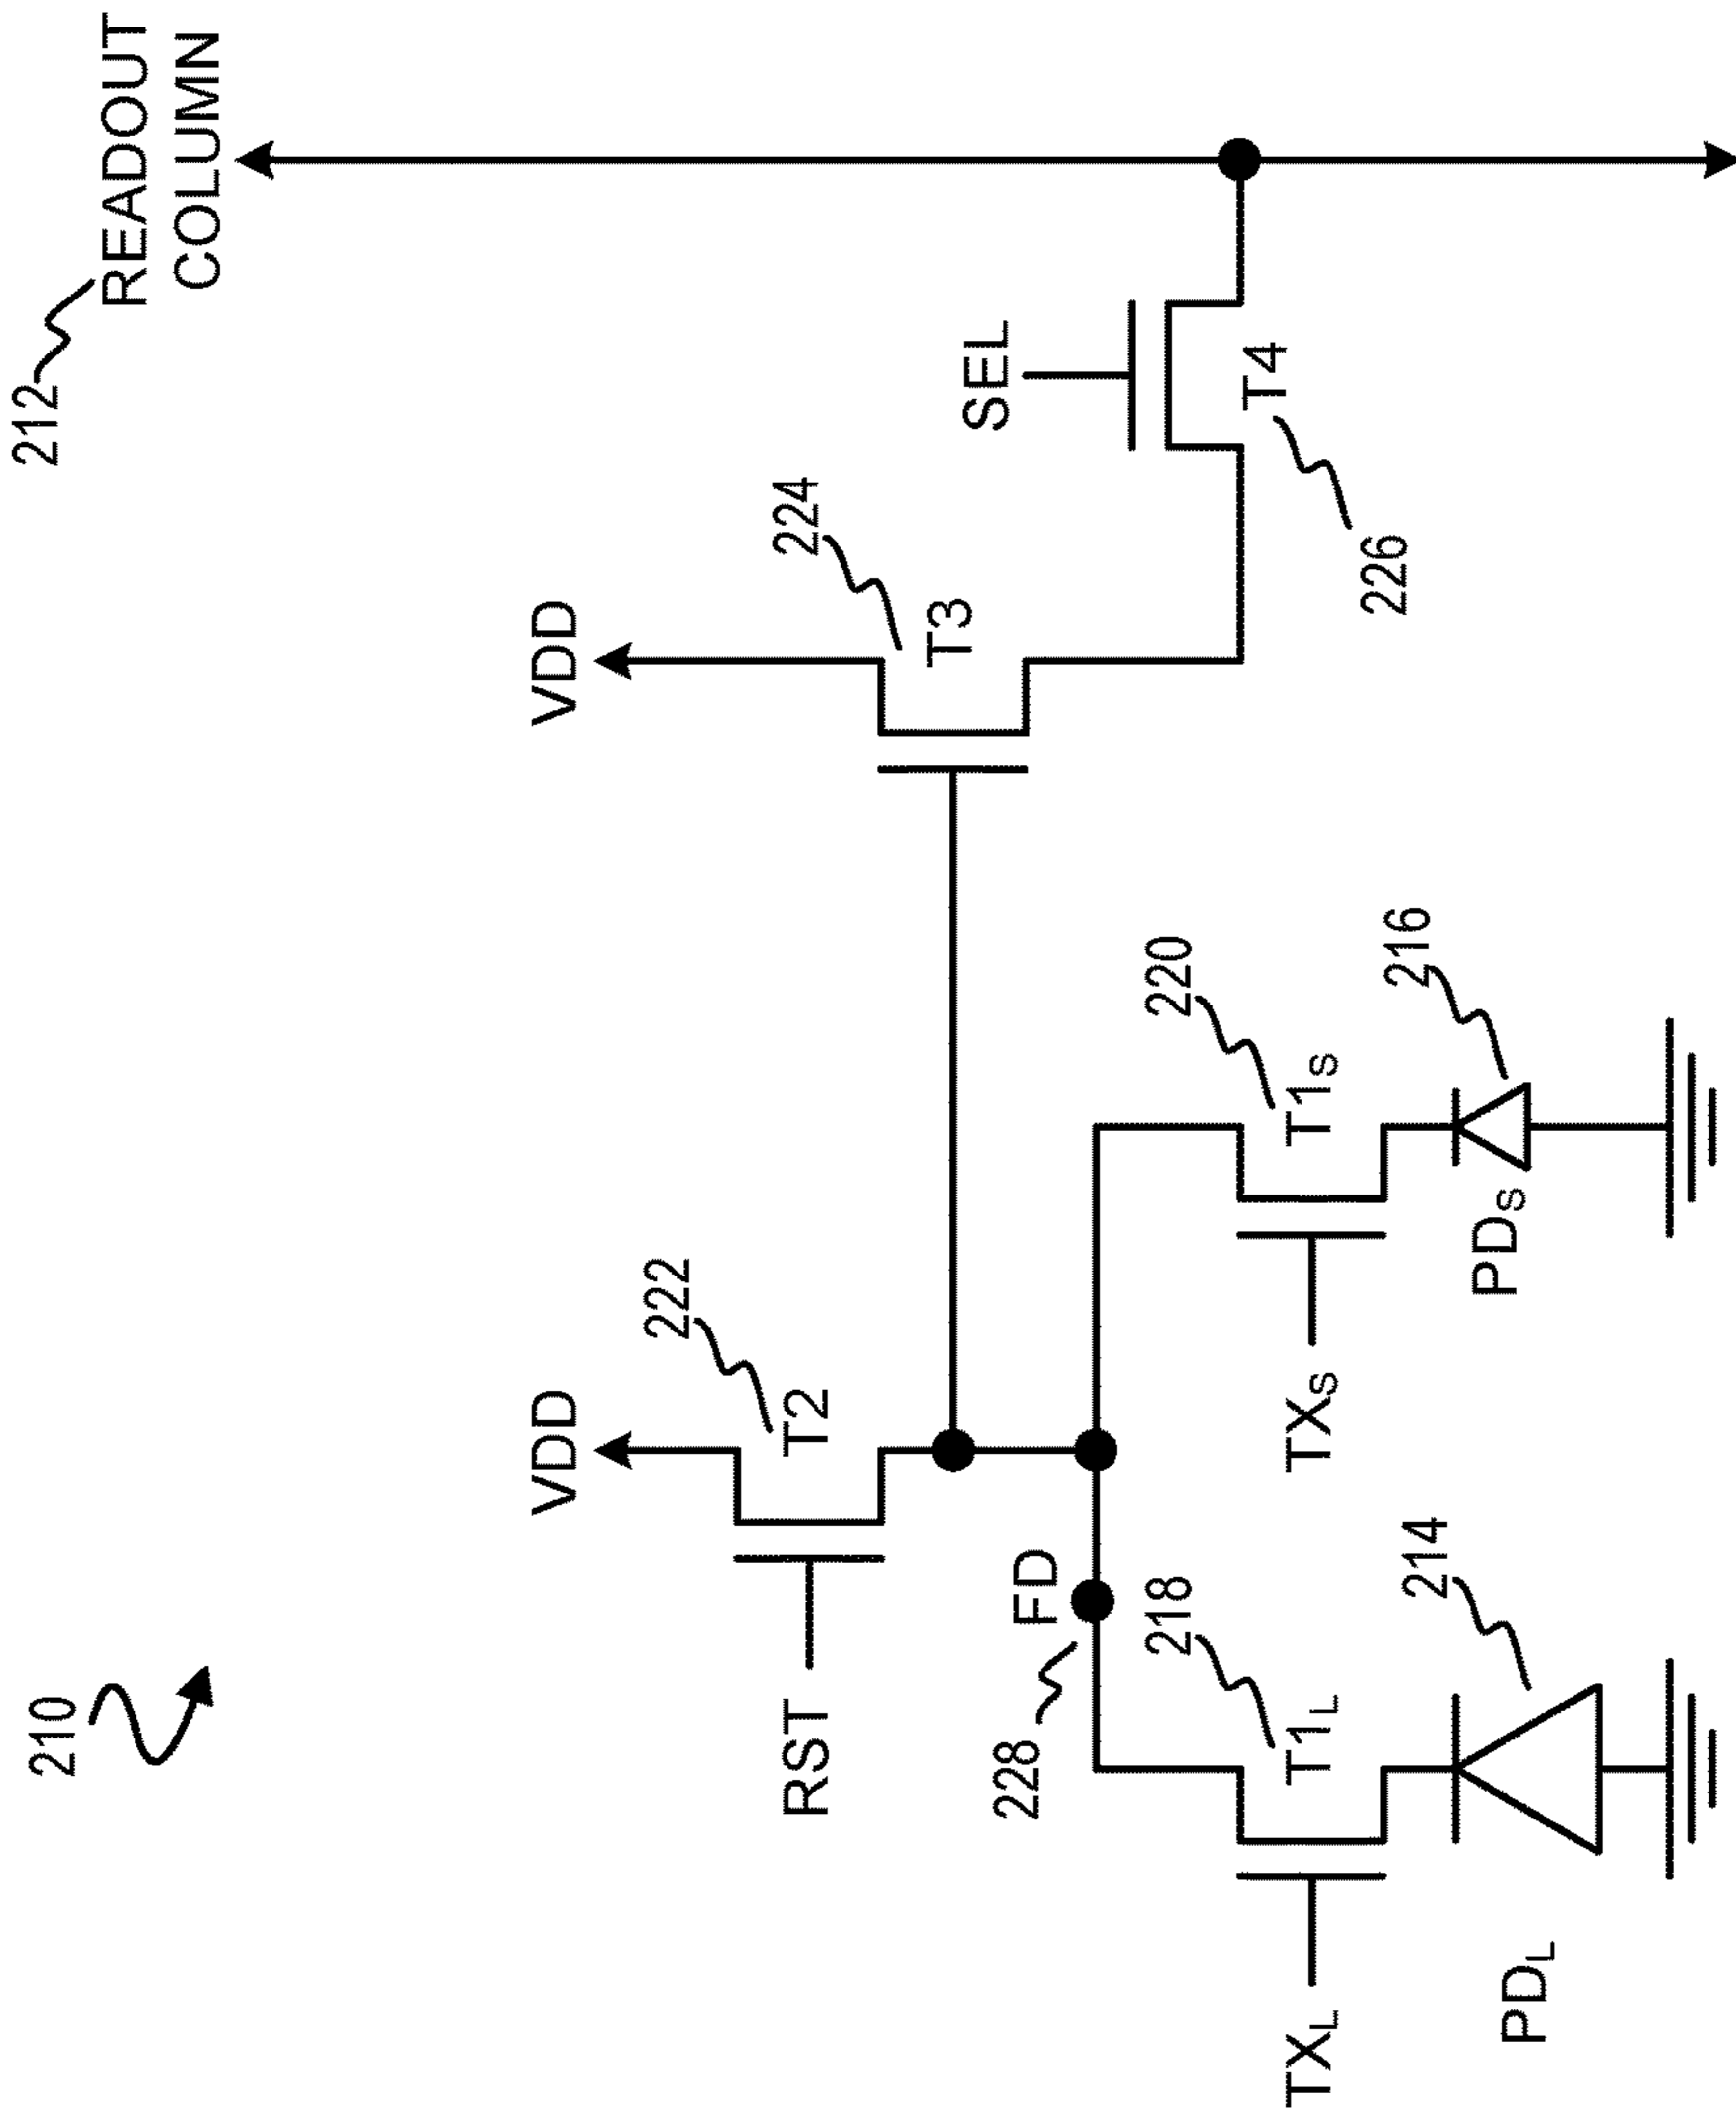 210
212
READOUT
COLUMN
VDD
VDD
222
T2
RST
224
T3
SEL
T4
226
228
FD
218
T1L
TXL
214
PDL
220
T1S
TXS
216
PDS